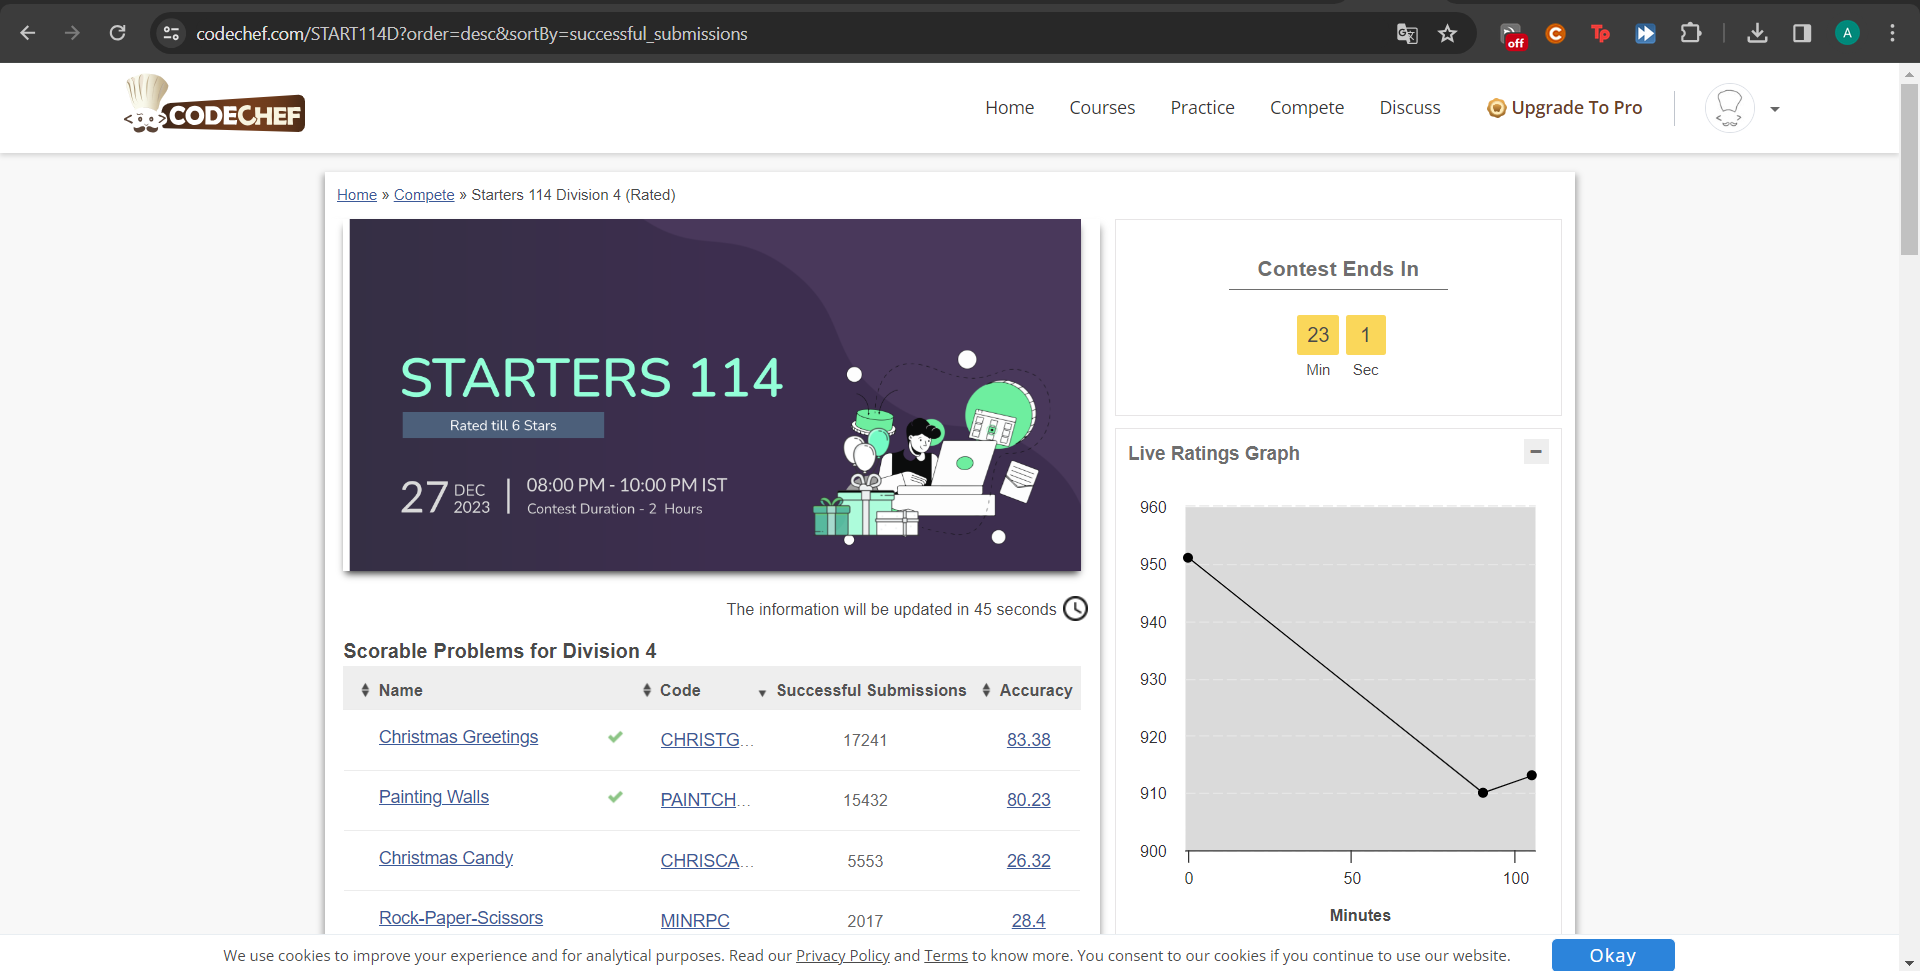 codechef.com/START114D?order=desc&sortBy=successful_submissions
off
C
Tp
A
CODECHEF
Home
Courses
Practice
Compete
Discuss
Upgrade To Pro
Home » Compete » Starters 114 Division 4 (Rated)
STARTERS 114
Rated till 6 Stars
27 DEC 2023
08:00 PM - 10:00 PM IST
Contest Duration - 2 Hours
The information will be updated in 45 seconds
Scorable Problems for Division 4
Name Code Successful Submissions Accuracy
Christmas Greetings CHRISTG... 17241 83.38
Painting Walls PAINTCH... 15432 80.23
Christmas Candy CHRISCA... 5553 26.32
Rock-Paper-Scissors MINRPC 2017 28.4
Contest Ends In
23 1
Min Sec
Live Ratings Graph
960
950
940
930
920
910
900
0 50 100
Minutes
We use cookies to improve your experience and for analytical purposes. Read our Privacy Policy and Terms to know more. You consent to our cookies if you continue to use our website.
Okay